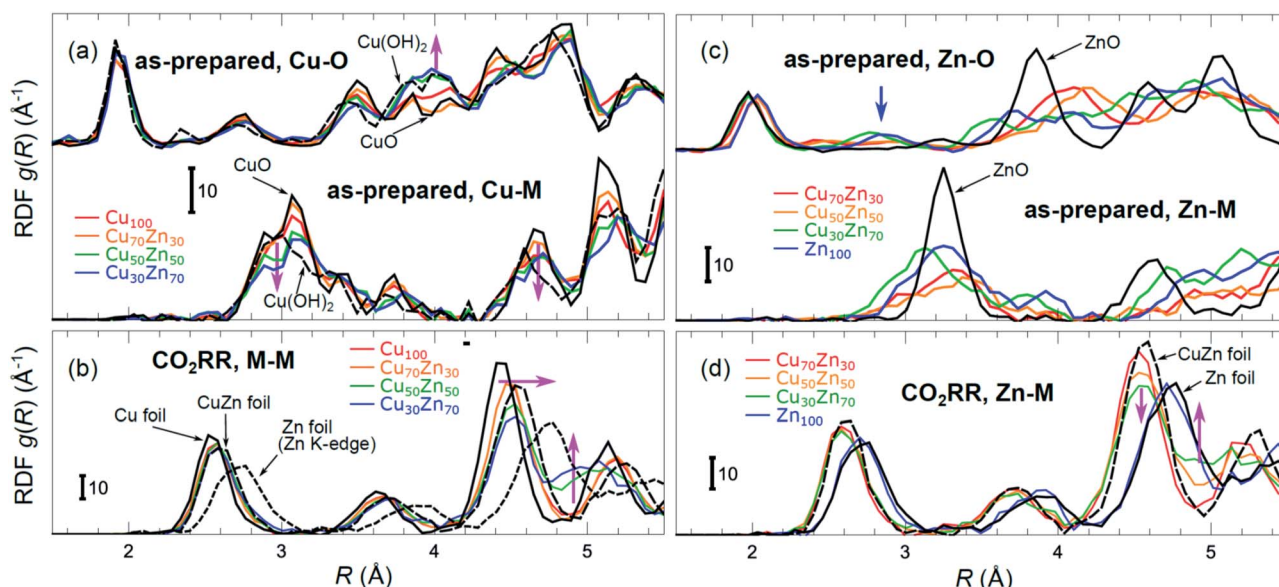 (a)
as-prepared, Cu-O
Cu(OH)₂
CuO
RDF g(R) (Å⁻¹)
10
CuO
as-prepared, Cu-M
Cu₁₀₀
Cu₇₀Zn₃₀
Cu₅₀Zn₅₀
Cu₃₀Zn₇₀
Cu(OH)₂
(b)
CO₂RR, M-M
Cu₁₀₀
Cu₇₀Zn₃₀
Cu₅₀Zn₅₀
Cu₃₀Zn₇₀
Cu foil
CuZn foil
Zn foil
(Zn K-edge)
RDF g(R) (Å⁻¹)
10
2 3 4 5
R (Å)
(c)
as-prepared, Zn-O
ZnO
ZnO
Cu₇₀Zn₃₀
Cu₅₀Zn₅₀
Cu₃₀Zn₇₀
Zn₁₀₀
as-prepared, Zn-M
10
(d)
Cu₇₀Zn₃₀
Cu₅₀Zn₅₀
Cu₃₀Zn₇₀
Zn₁₀₀
CO₂RR, Zn-M
CuZn foil
Zn foil
10
2 3 4 5
R (Å)